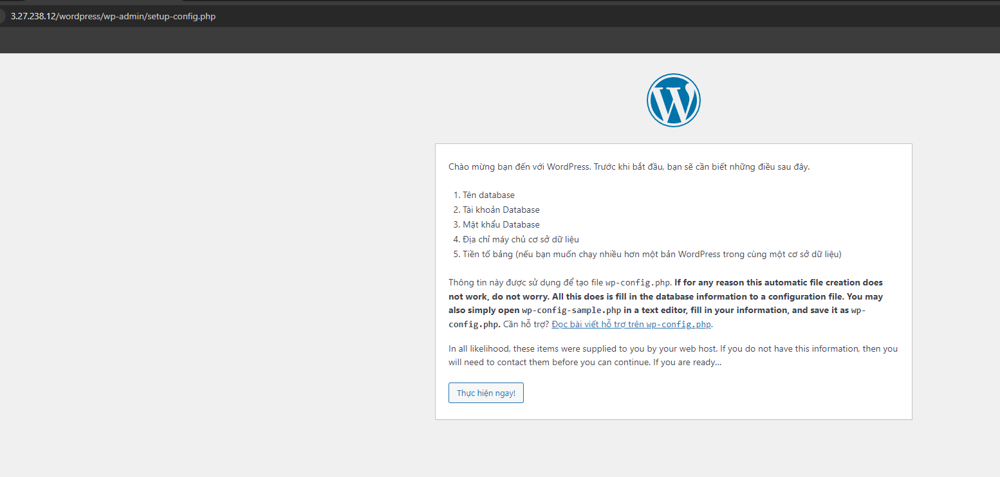 3.27.238.12/wordpress/wp-admin/setup-config.php
Chào mừng bạn đến với WordPress. Trước khi bắt đầu, bạn sẽ cần biết những điều sau đây.
1. Tên database
2. Tài khoản Database
3. Mật khẩu Database
4. Địa chỉ máy chủ cơ sở dữ liệu
5. Tiền tố bảng (nếu bạn muốn chạy nhiều hơn một bản WordPress trong cùng một cơ sở dữ liệu)
Thông tin này được sử dụng để tạo file wp-config.php. If for any reason this automatic file creation does
not work, do not worry. All this does is fill in the database information to a configuration file. You may
also simply open wp-config-sample.php in a text editor, fill in your information, and save it as wp-
config.php. Cần hỗ trợ? Đọc bài viết hỗ trợ trên wp-config.php.
In all likelihood, these items were supplied to you by your web host. If you do not have this information, then you
will need to contact them before you can continue. If you are ready...
Thực hiện ngay!